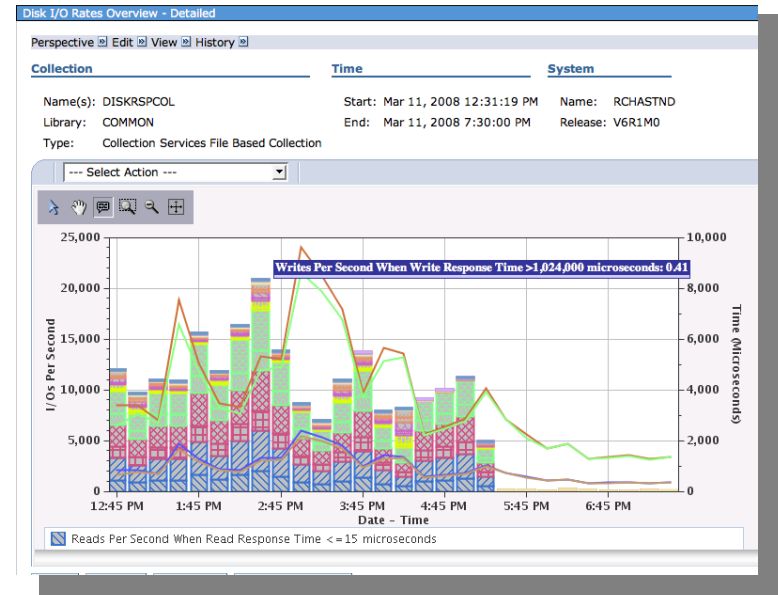 Disk I/O Rates Overview - Detailed
Perspective Edit View History
Collection Time System
Name(s): DISKRSPCOL Start: Mar 11, 2008 12:31:19 PM Name: RCHASTND
Library: COMMON End: Mar 11, 2008 7:30:00 PM Release: V6R1M0
Type: Collection Services File Based Collection
--- Select Action ---
25,000 10,000
Writes Per Second When Write Response Time >1,024,000 microseconds: 0.41
20,000 8,000
15,000 6,000
I/Os Per Second
Time (Microseconds)
10,000 4,000
5,000 2,000
0 0
12:45 PM 1:45 PM 2:45 PM 3:45 PM 4:45 PM 5:45 PM 6:45 PM
Date - Time
Reads Per Second When Read Response Time <=15 microseconds